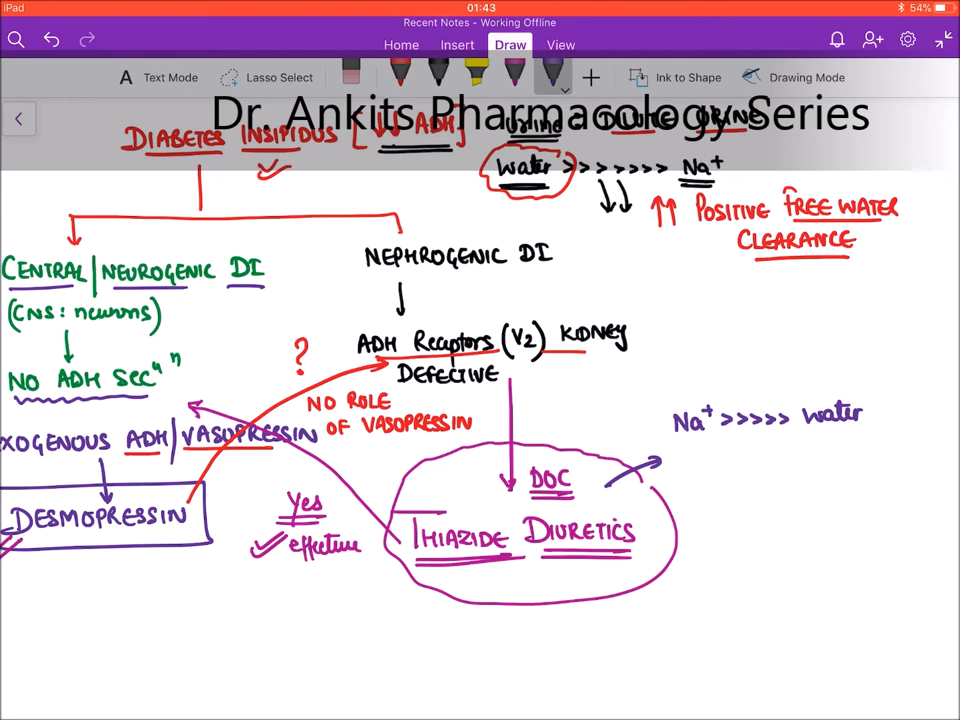 iPad 01:43 54%
Recent Notes - Working Offline
Home Insert Draw View
Text Mode Lasso Select Ink to Shape Drawing Mode
Dr. Ankits Pharmacology Series
DIABETES INSIPIDUS [↓↓ ADH]
Urine : DILUTE URINE
Water >>>>>>> Na+
↓↓ ↑↑ POSITIVE FREE WATER
CLEARANCE
CENTRAL|NEUROGENIC DI
(CNS: neurons)
NO ADH SECⁿ
XOGENOUS ADH|VASOPRESSIN
DESMOPRESSIN
NEPHROGENIC DI
ADH Receptors (V2) KIDNEY
DEFECTIVE
?
NO ROLE
OF VASOPRESSIN
DOC
THIAZIDE DIURETICS
Yes
effective
Na+ >>>>> water